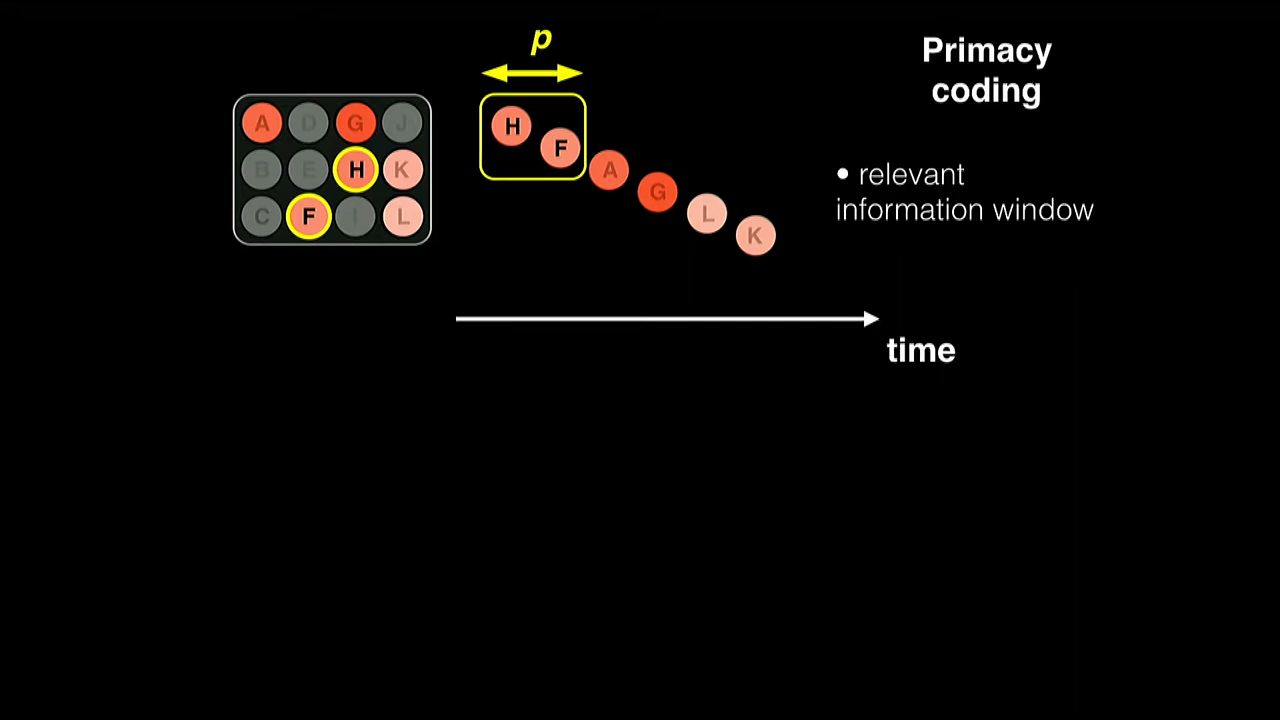 p
Primacy
coding
A D G J
B E H K
C F I L
H
F
A
G
L
K
• relevant
information window
time